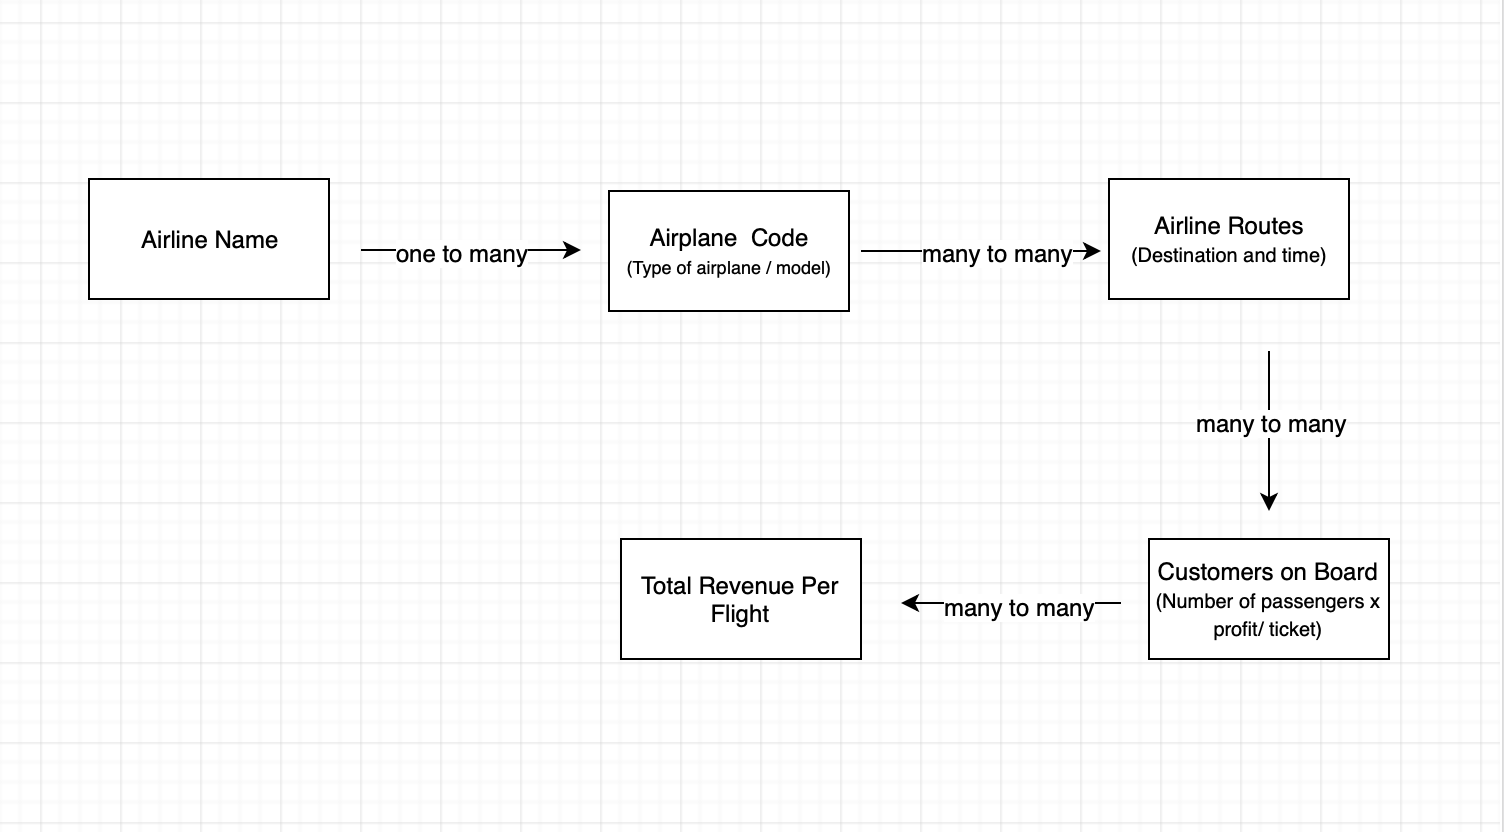 Airline Name
one to many
Airplane  Code
(Type of airplane / model)
many to many
Airline Routes
(Destination and time)
many to many
Customers on Board
(Number of passengers x
profit/ ticket)
many to many
Total Revenue Per
Flight